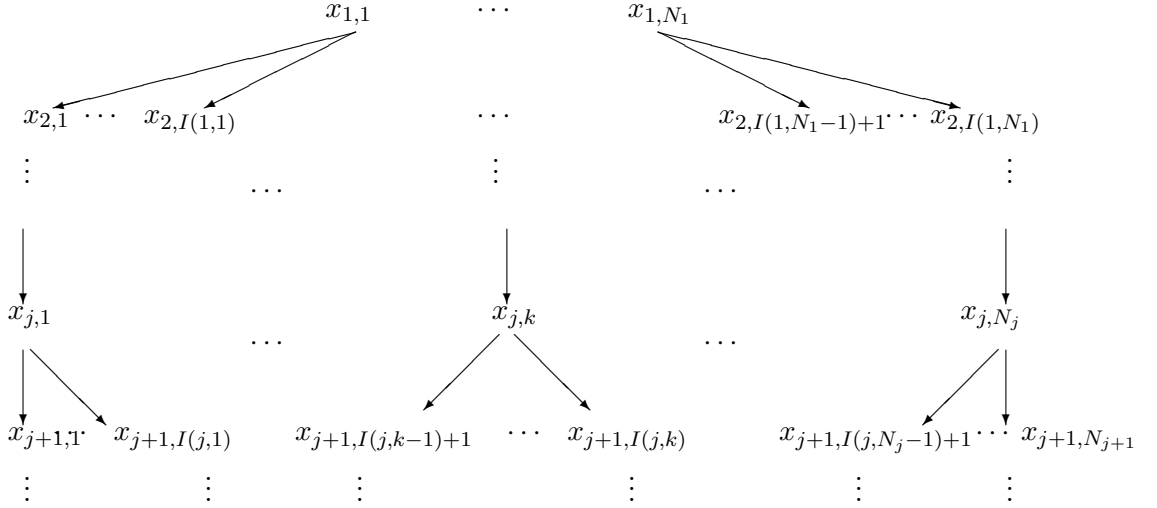 x_{1,1} ⋯ x_{1,N_1}
x_{2,1} ⋯ x_{2,I(1,1)} ⋯ x_{2,I(1,N_1−1)+1} ⋯ x_{2,I(1,N_1)}
⋮ ⋮ ⋮
⋯ ⋯
x_{j,1} x_{j,k} x_{j,N_j}
⋯ ⋯
x_{j+1,1} ⋯ x_{j+1,I(j,1)} x_{j+1,I(j,k−1)+1} ⋯ x_{j+1,I(j,k)} x_{j+1,I(j,N_j−1)+1} ⋯ x_{j+1,N_{j+1}}
⋮ ⋮ ⋮ ⋮ ⋮ ⋮